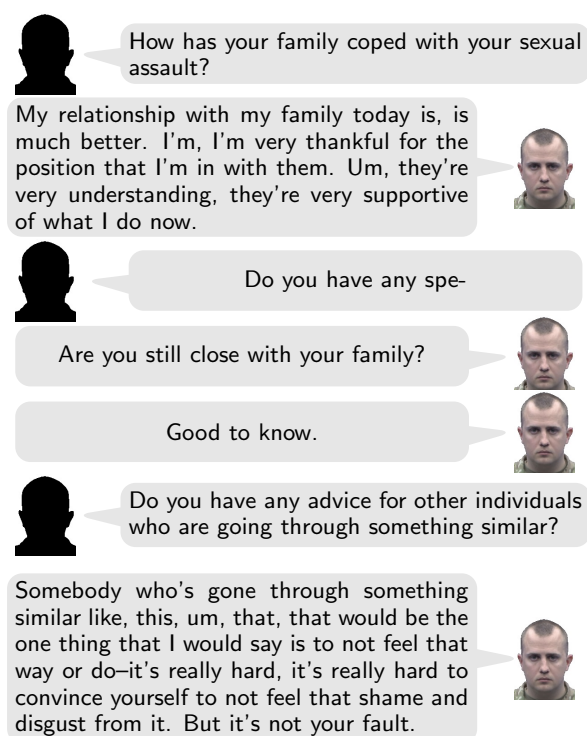 How has your family coped with your sexual
assault?
My relationship with my family today is, is
much better. I'm, I'm very thankful for the
position that I'm in with them. Um, they're
very understanding, they're very supportive
of what I do now.
Do you have any spe-
Are you still close with your family?
Good to know.
Do you have any advice for other individuals
who are going through something similar?
Somebody who's gone through something
similar like, this, um, that, that would be the
one thing that I would say is to not feel that
way or do–it's really hard, it's really hard to
convince yourself to not feel that shame and
disgust from it. But it's not your fault.